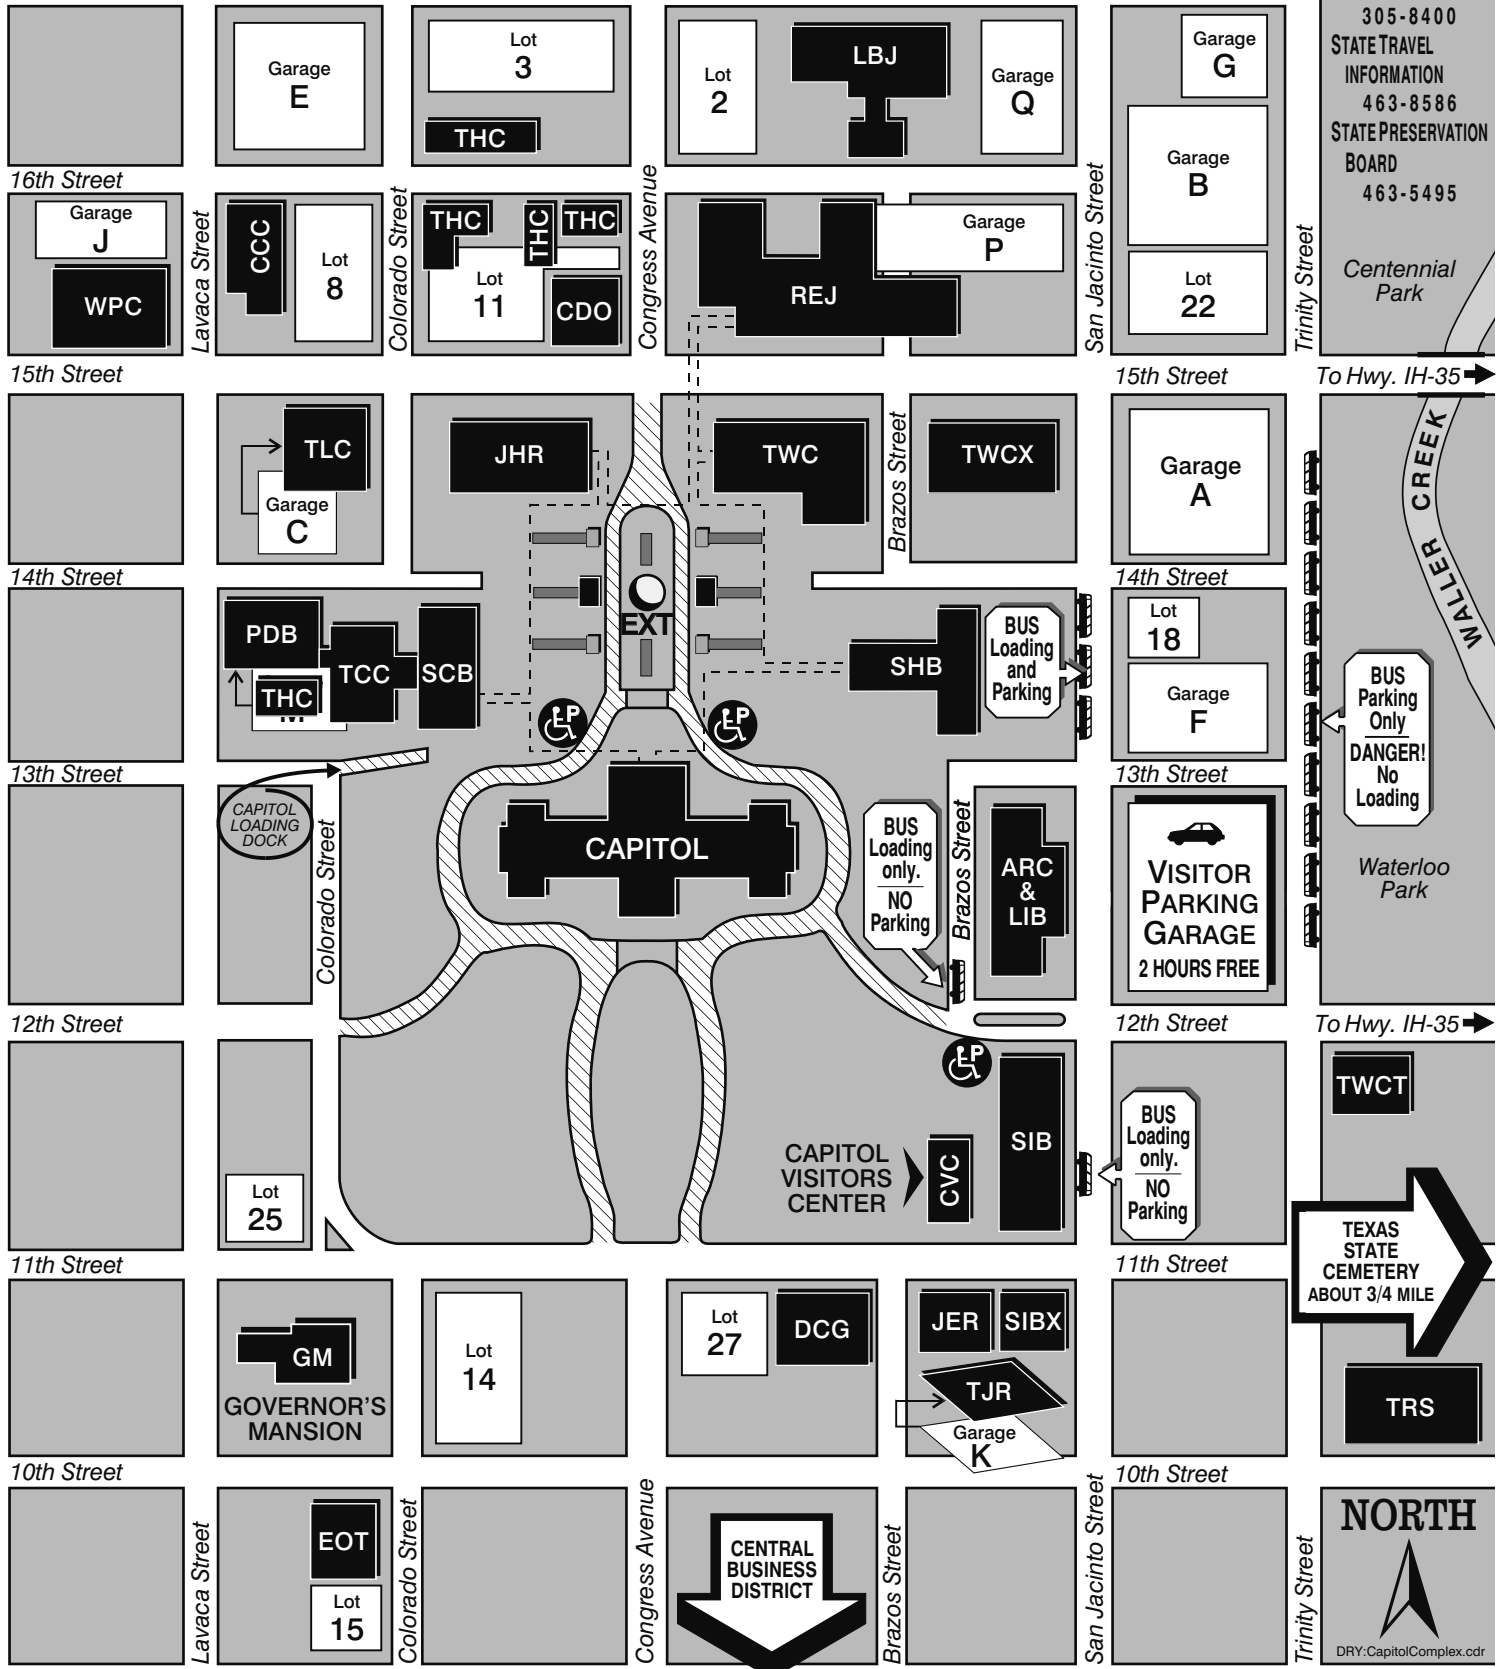 305-8400
STATE TRAVEL
INFORMATION
463-8586
STATE PRESERVATION
BOARD
463-5495
Garage
E
Lot
3
THC
Lot
2
LBJ
Garage
Q
Garage
G
Garage
B
16th Street
Garage
J
WPC
Lavaca Street
CCC
Lot
8
Colorado Street
THC
THC
THC
Lot
11
CDO
Congress Avenue
REJ
Garage
P
San Jacinto Street
Lot
22
Trinity Street
Centennial
Park
15th Street
15th Street
To Hwy. IH-35
TLC
Garage
C
JHR
TWC
Brazos Street
TWCX
Garage
A
WALLER CREEK
14th Street
14th Street
PDB
THC
M
TCC
SCB
EXT
P
P
SHB
BUS
Loading
and
Parking
Lot
18
Garage
F
BUS
Parking
Only
DANGER!
No
Loading
13th Street
13th Street
CAPITOL
LOADING
DOCK
Colorado Street
CAPITOL
BUS
Loading
only.
NO
Parking
Brazos Street
ARC
&
LIB
VISITOR
PARKING
GARAGE
2 HOURS FREE
Waterloo
Park
12th Street
12th Street
To Hwy. IH-35
P
TWCT
Lot
25
CAPITOL
VISITORS
CENTER
CVC
SIB
BUS
Loading
only.
NO
Parking
TEXAS
STATE
CEMETERY
ABOUT 3/4 MILE
11th Street
11th Street
GM
GOVERNOR'S
MANSION
Lot
14
Lot
27
DCG
JER
SIBX
TJR
Garage
K
TRS
10th Street
10th Street
Lavaca Street
EOT
Lot
15
Colorado Street
Congress Avenue
CENTRAL
BUSINESS
DISTRICT
Brazos Street
San Jacinto Street
Trinity Street
NORTH
DRY:CapitolComplex.cdr